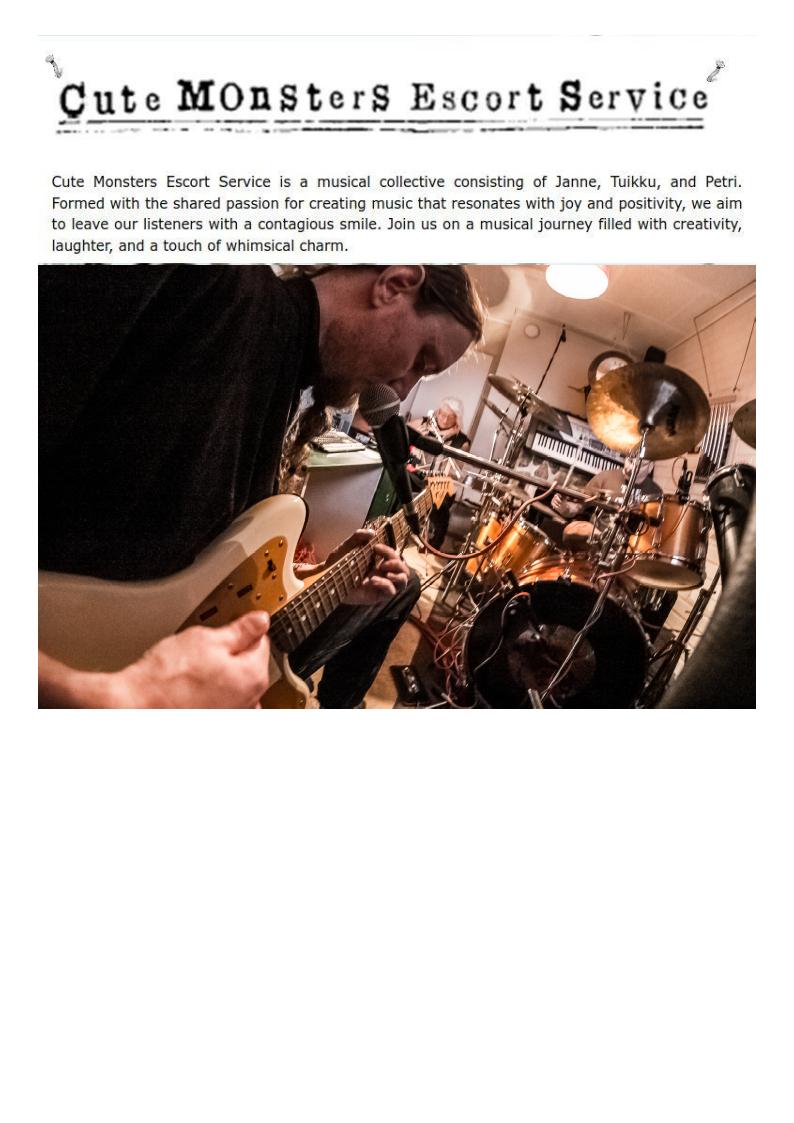 Cute MOnSterS Escort Service
Cute Monsters Escort Service is a musical collective consisting of Janne, Tuikku, and Petri.
Formed with the shared passion for creating music that resonates with joy and positivity, we aim
to leave our listeners with a contagious smile. Join us on a musical journey filled with creativity,
laughter, and a touch of whimsical charm.